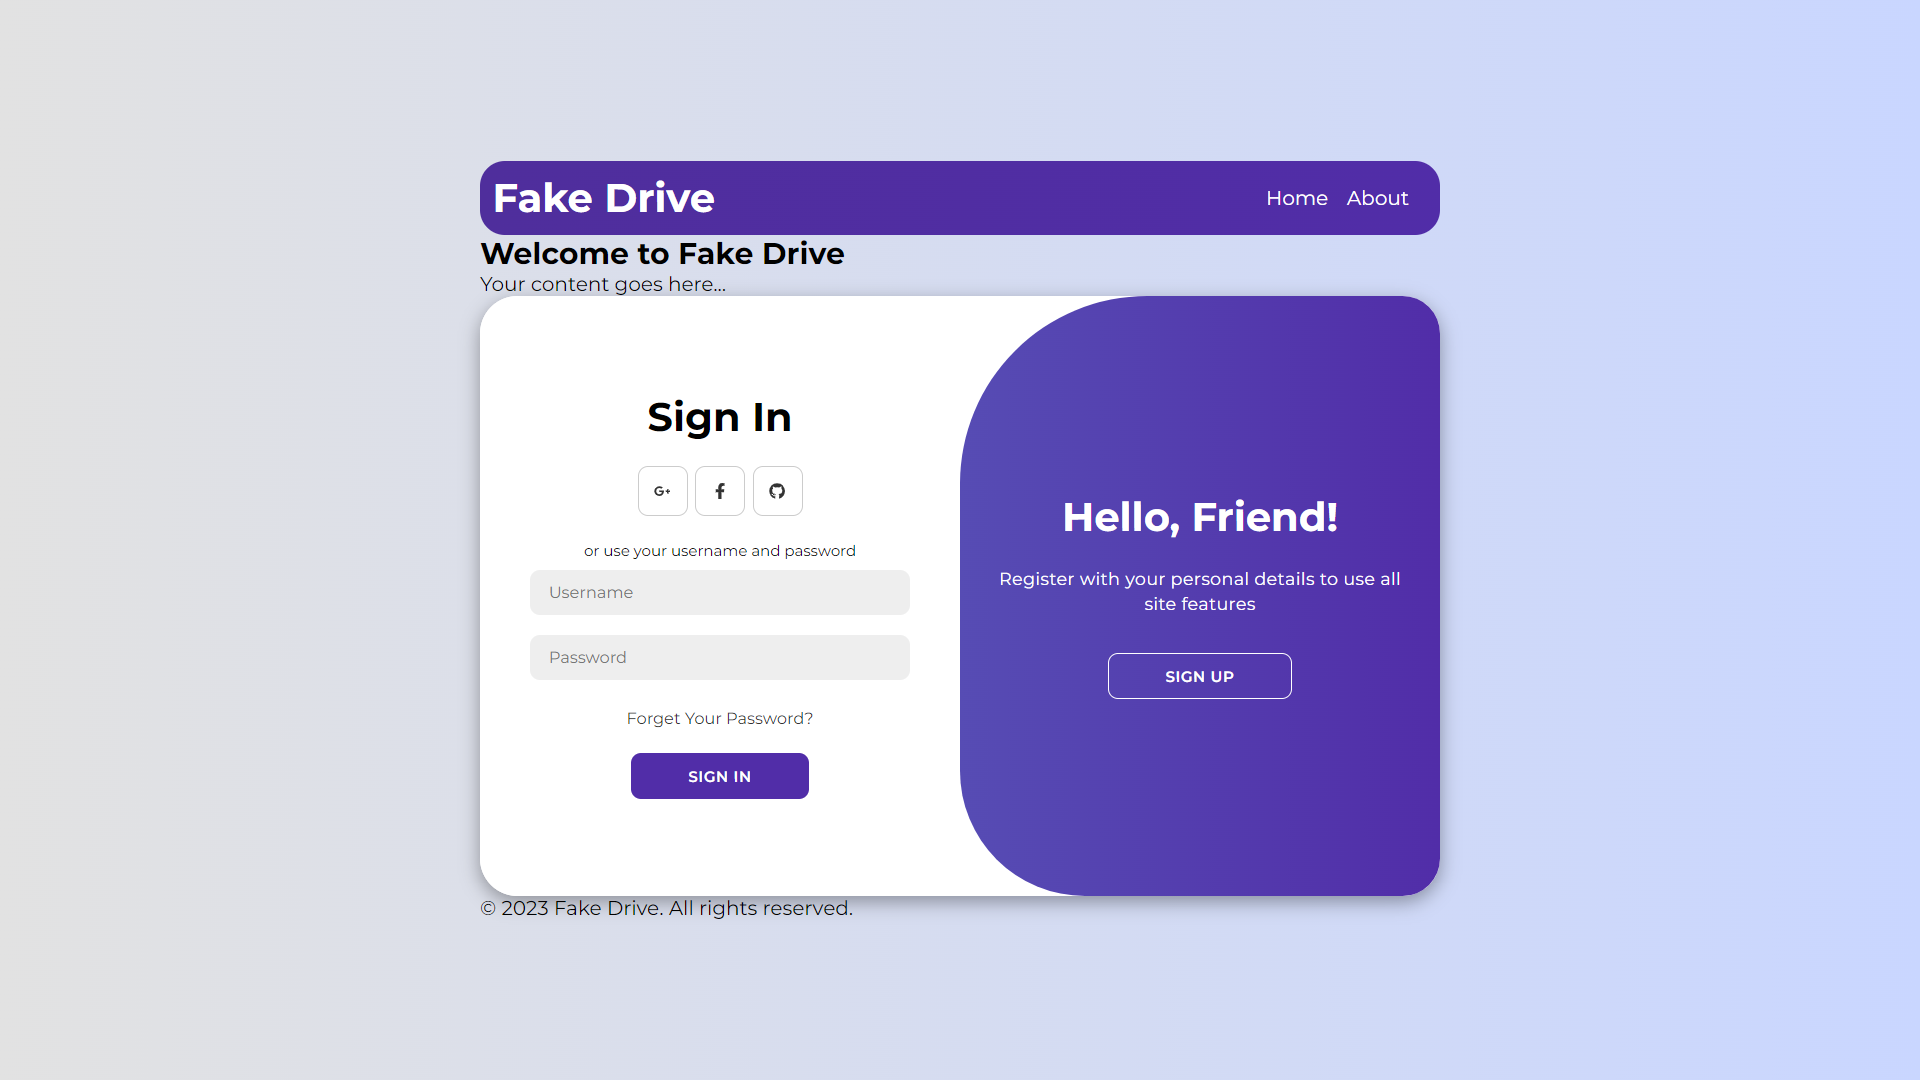 Fake Drive
Home About
Welcome to Fake Drive
Your content goes here...
Sign In
G+
or use your username and password
Username
Password
Forget Your Password?
SIGN IN
Hello, Friend!
Register with your personal details to use all
site features
SIGN UP
© 2023 Fake Drive. All rights reserved.